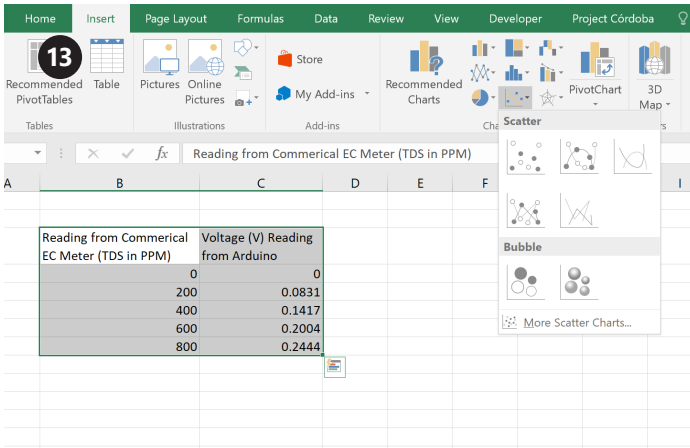 Home Insert Page Layout Formulas Data Review View Developer Project Córdoba
13
Recommended
PivotTables
Table
Pictures
Online
Pictures
Store
My Add-ins
Recommended
Charts
PivotChart
3D
Map
Tables Illustrations Add-ins Cha rs
Scatter
fx Reading from Commerical EC Meter (TDS in PPM)
A B C D E F I
Reading from Commerical
EC Meter (TDS in PPM)
Voltage (V) Reading
from Arduino
0 0
200 0.0831
400 0.1417
600 0.2004
800 0.2444
Bubble
More Scatter Charts...